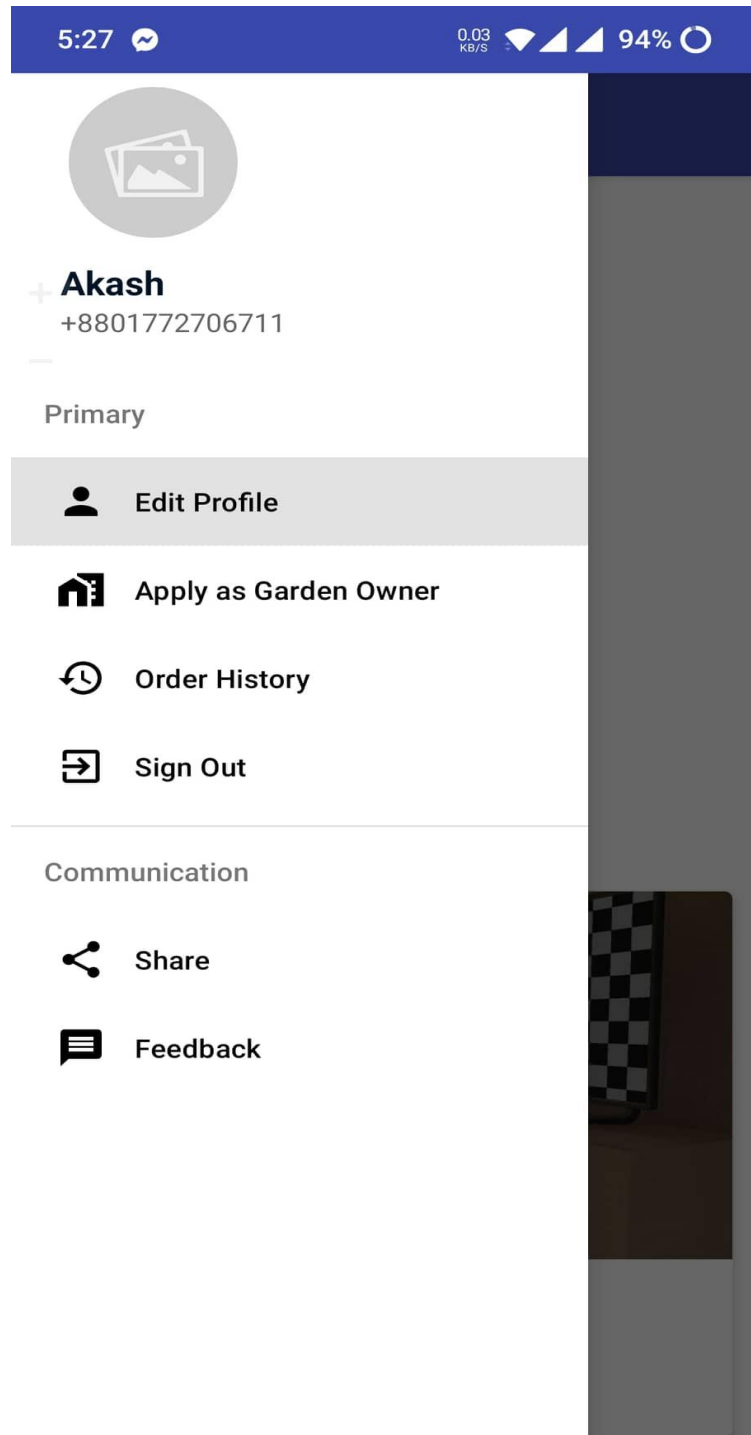 5:27
0.03
KB/S
94%
Akash
+8801772706711
Primary
Edit Profile
Apply as Garden Owner
Order History
Sign Out
Communication
Share
Feedback